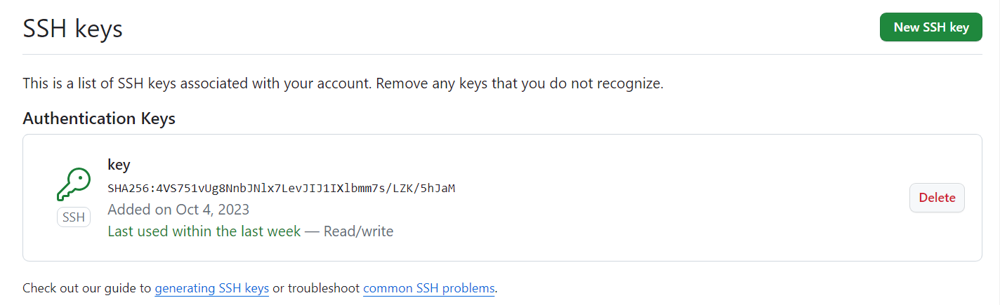 SSH keys
New SSH key
This is a list of SSH keys associated with your account. Remove any keys that you do not recognize.
Authentication Keys
key
SHA256:4VS751vUg8NnbJNlx7LevJIJ1IXlbmm7s/LZK/5hJaM
SSH
Added on Oct 4, 2023
Last used within the last week — Read/write
Delete
Check out our guide to generating SSH keys or troubleshoot common SSH problems.